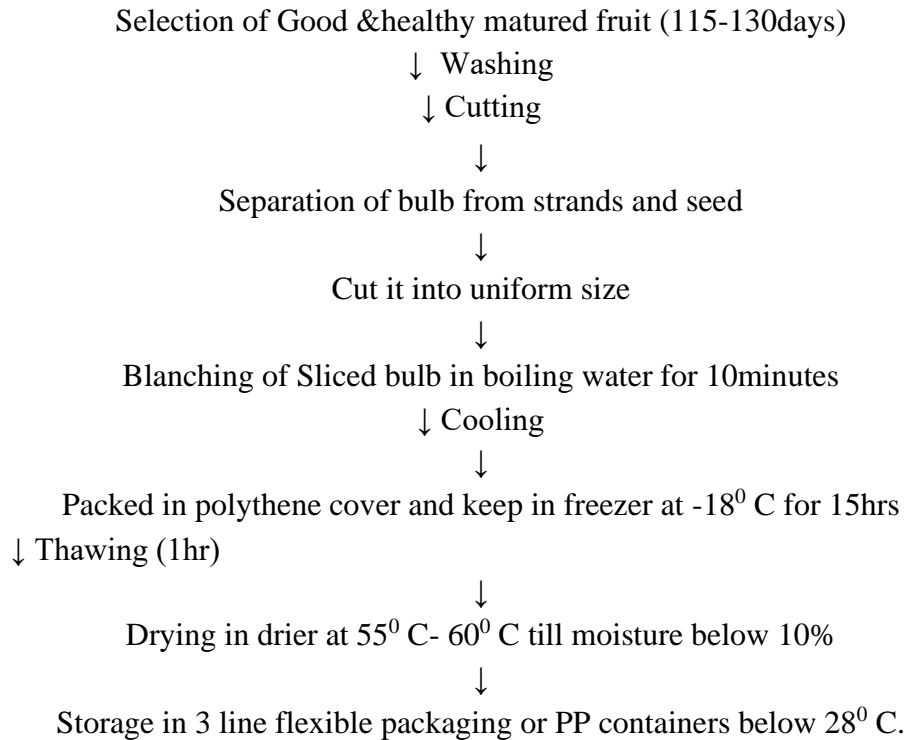 Selection of Good &healthy matured fruit (115-130days)
↓ Washing
↓ Cutting
↓
Separation of bulb from strands and seed
↓
Cut it into uniform size
↓
Blanching of Sliced bulb in boiling water for 10minutes
↓ Cooling
↓
Packed in polythene cover and keep in freezer at -18⁰ C for 15hrs
↓ Thawing (1hr)
↓
Drying in drier at 55⁰ C- 60⁰ C till moisture below 10%
↓
Storage in 3 line flexible packaging or PP containers below 28⁰ C.